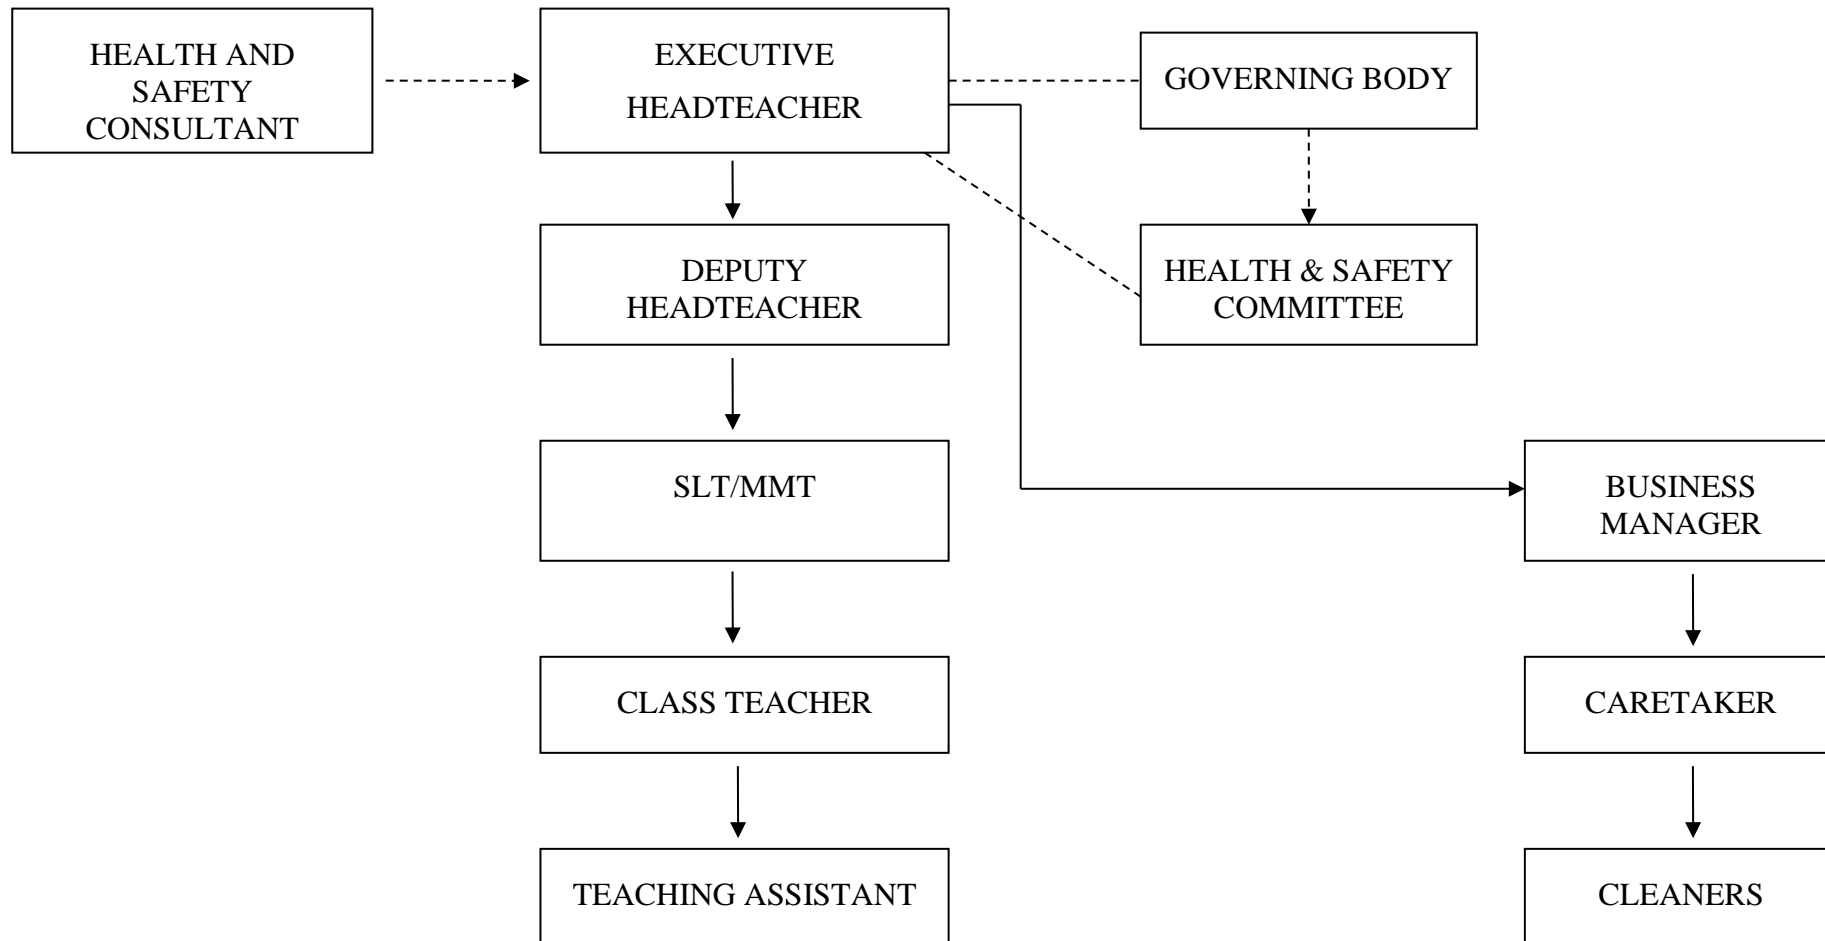 HEALTH AND
SAFETY
CONSULTANT
EXECUTIVE
HEADTEACHER
GOVERNING BODY
DEPUTY
HEADTEACHER
HEALTH & SAFETY
COMMITTEE
SLT/MMT
BUSINESS
MANAGER
CLASS TEACHER
CARETAKER
TEACHING ASSISTANT
CLEANERS